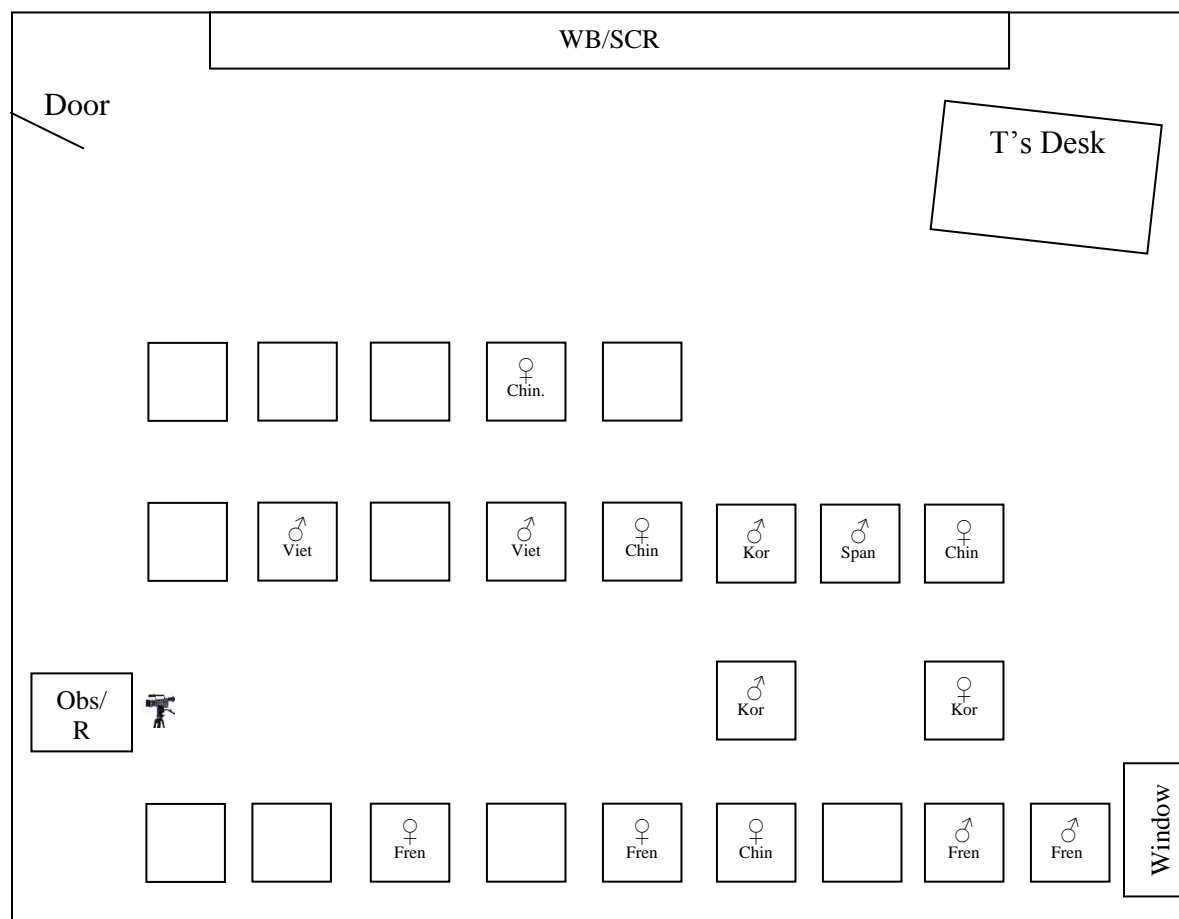 WB/SCR
Door
T’s Desk
♀
Chin.
♂
Viet
♂
Viet
♀
Chin
♂
Kor
♂
Span
♀
Chin
Obs/
R
♂
Kor
♀
Kor
Window
♀
Fren
♀
Fren
♀
Chin
♂
Fren
♂
Fren